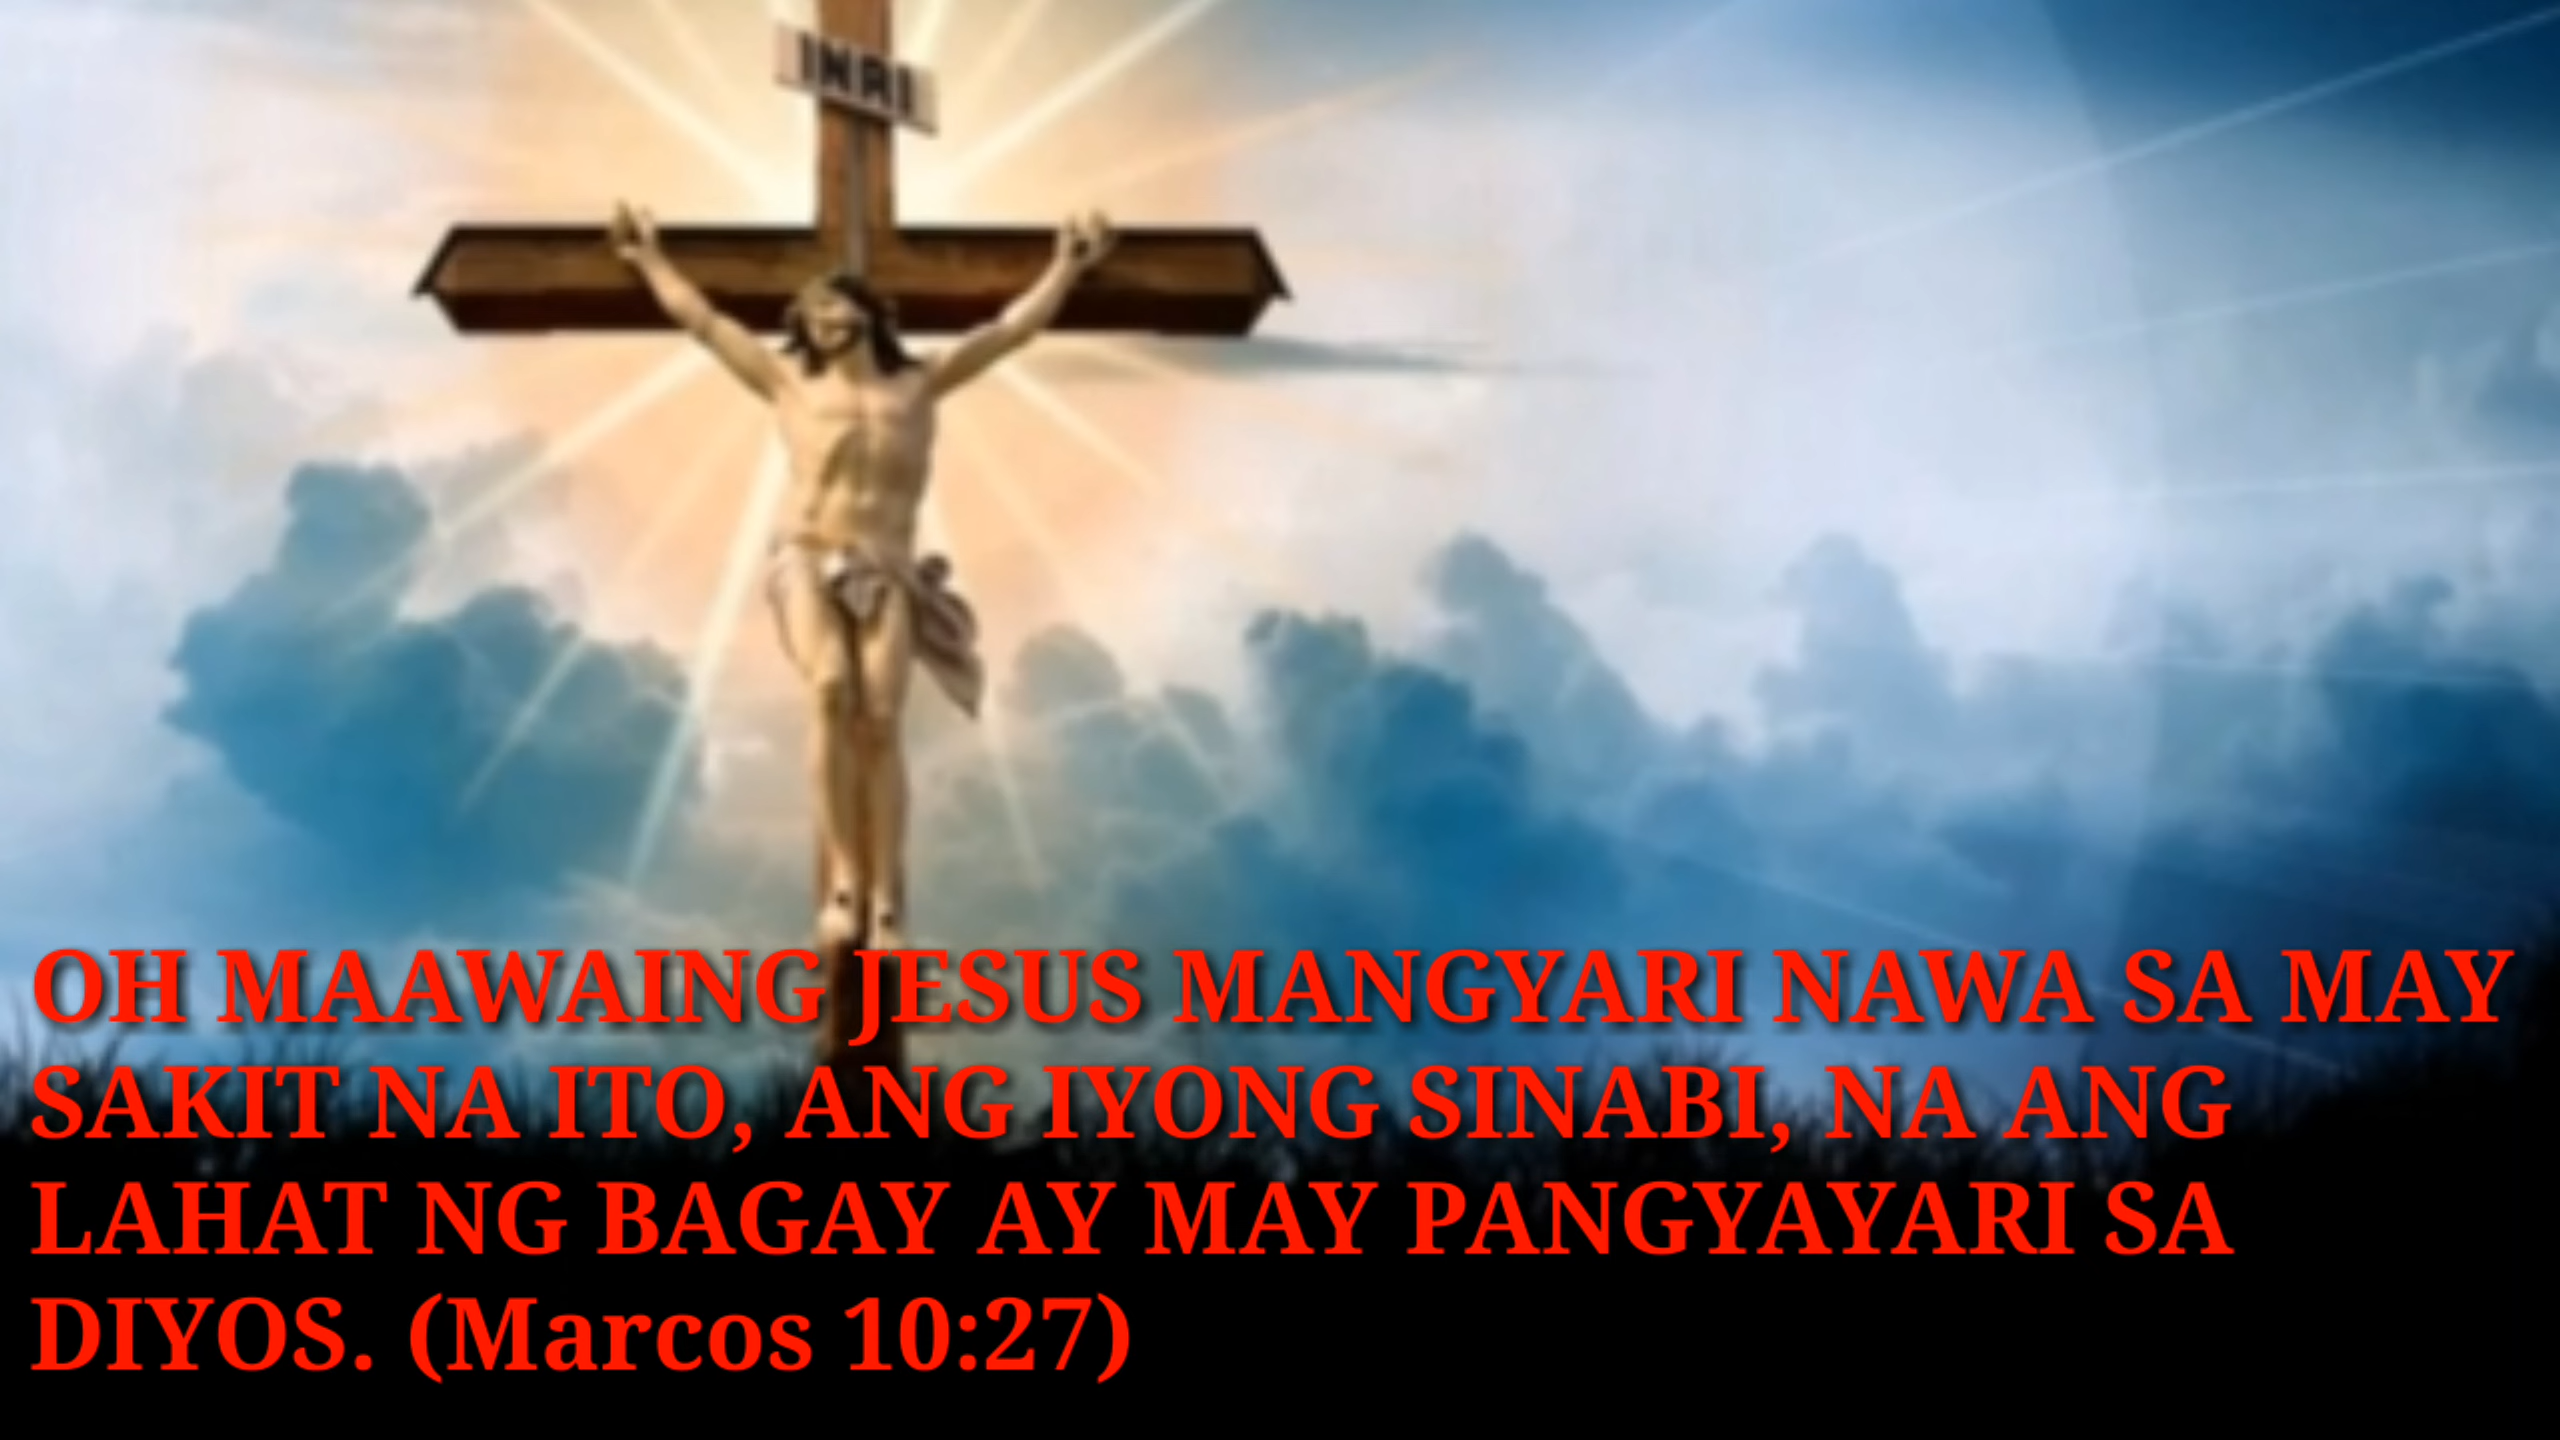 INRI
OH MAAWAING JESUS MANGYARI NAWA SA MAY
SAKIT NA ITO, ANG IYONG SINABI, NA ANG
LAHAT NG BAGAY AY MAY PANGYAYARI SA
DIYOS. (Marcos 10:27)